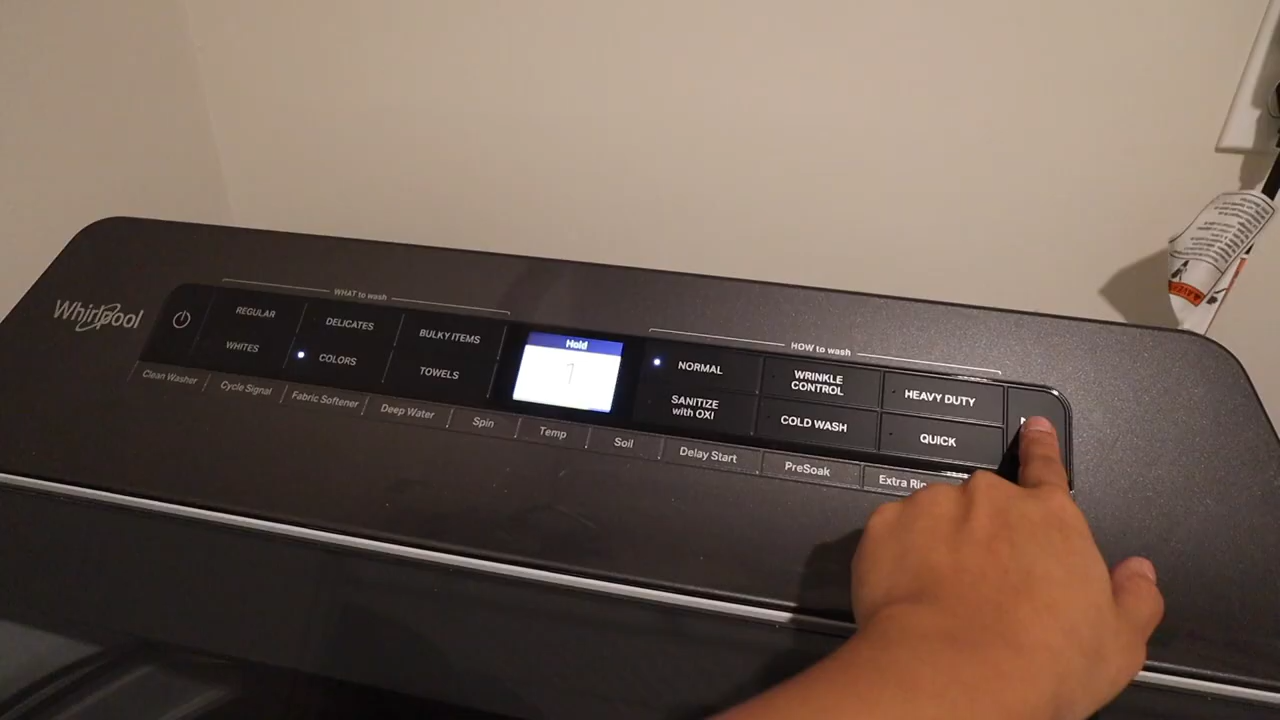 Whirlpool
WHAT to wash
REGULAR
DELICATES
BULKY ITEMS
WHITES
COLORS
TOWELS
Hold
1
HOW to wash
NORMAL
WRINKLE
CONTROL
HEAVY DUTY
SANITIZE
with OXI
COLD WASH
QUICK
Clean Washer
Cycle Signal
Fabric Softener
Deep Water
Spin
Temp
Soil
Delay Start
PreSoak
Extra